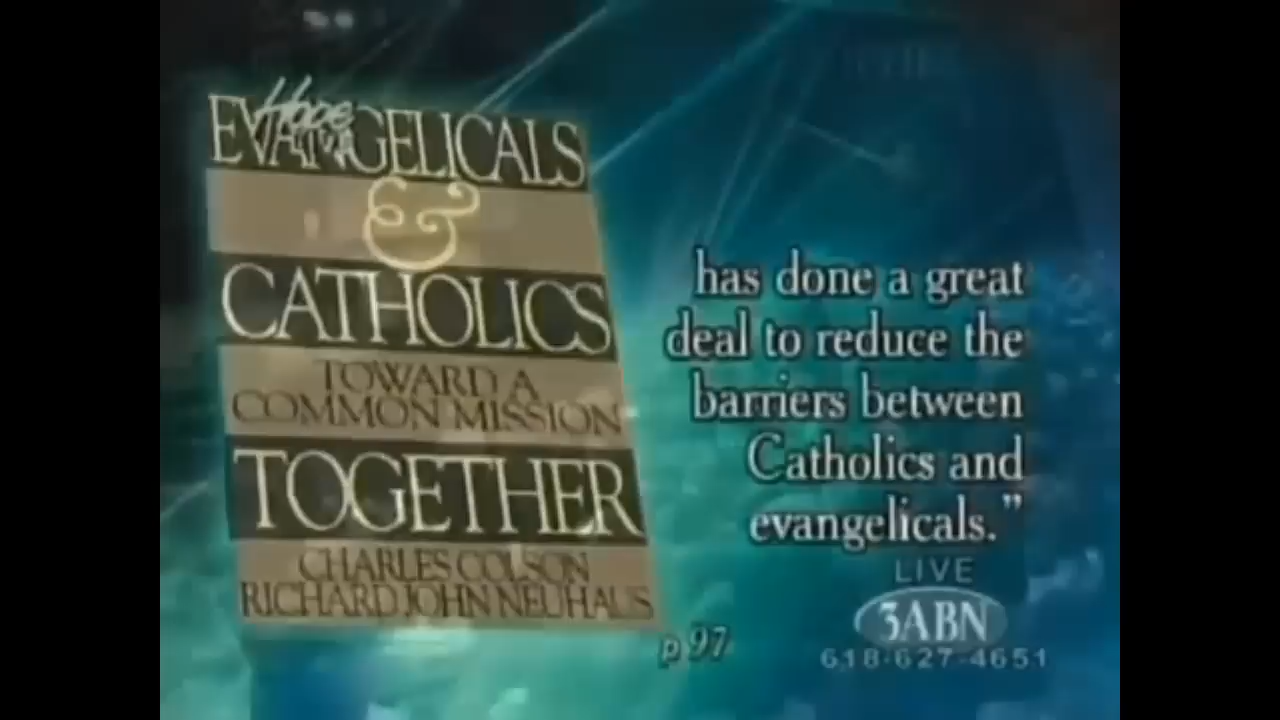 Hope
EVANGELICALS
&
CATHOLICS
TOWARD A
COMMON MISSION
TOGETHER
CHARLES COLSON
RICHARD JOHN NEUHAUS
p 97
has done a great
deal to reduce the
barriers between
Catholics and
evangelicals.”
LIVE
3ABN
618-627-4651